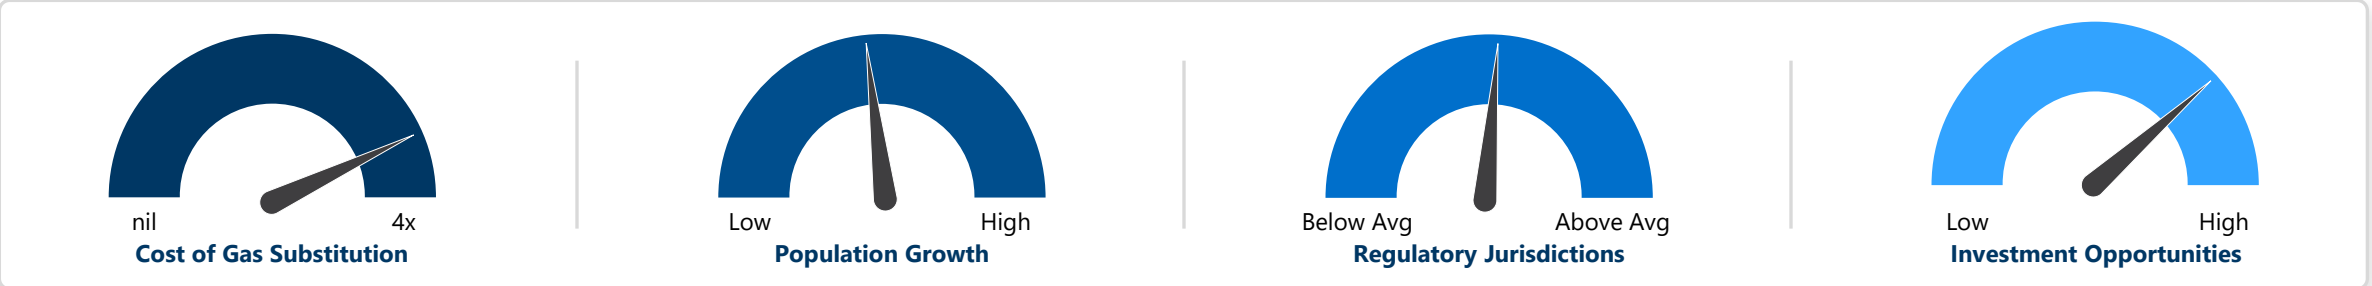 nil 4x
Cost of Gas Substitution
Low High
Population Growth
Below Avg Above Avg
Regulatory Jurisdictions
Low High
Investment Opportunities